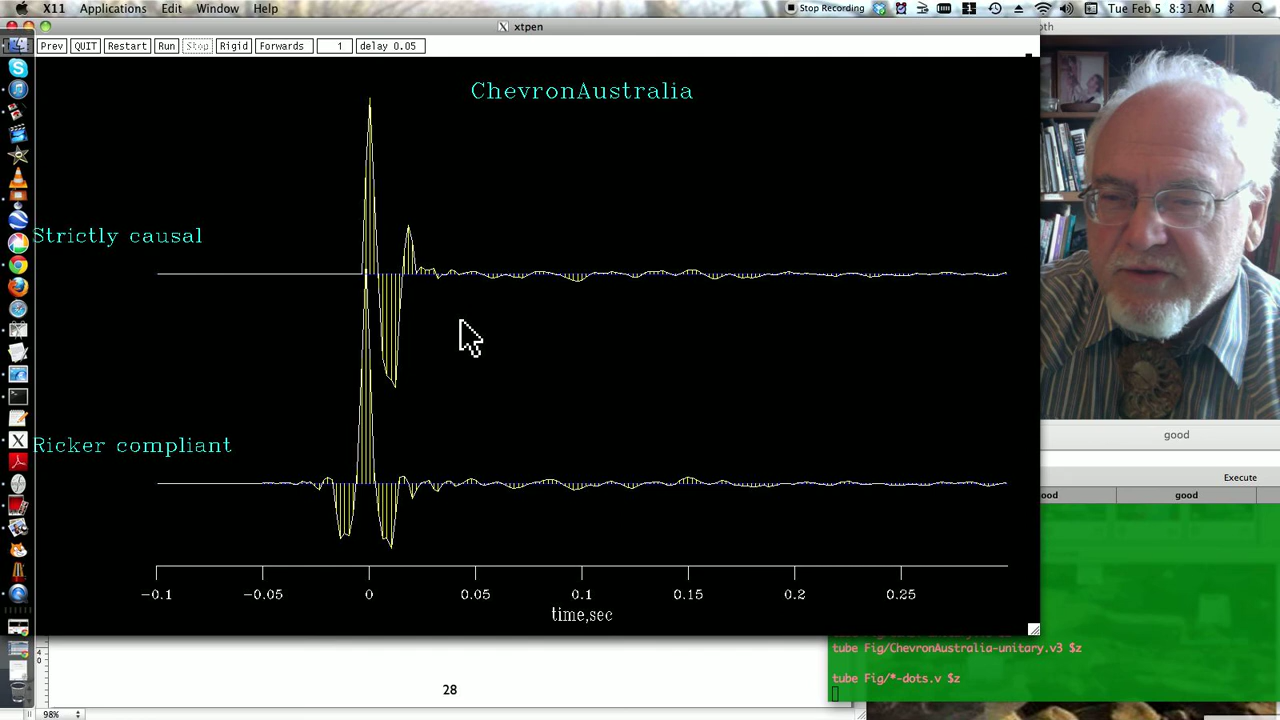 X11 Applications Edit Window Help Stop Recording Tue Feb 5 8:31 AM
xtpen
Prev QUIT Restart Run Stop Rigid Forwards 1 delay 0.05
ChevronAustralia
Strictly causal
Ricker compliant
-0.1 -0.05 0 0.05 0.1 0.15 0.2 0.25
time,sec
good
Execute
good
tube Fig/ChevronAustralia-unitary.v3 $z
tube Fig/*-dots.v $z
28
98%